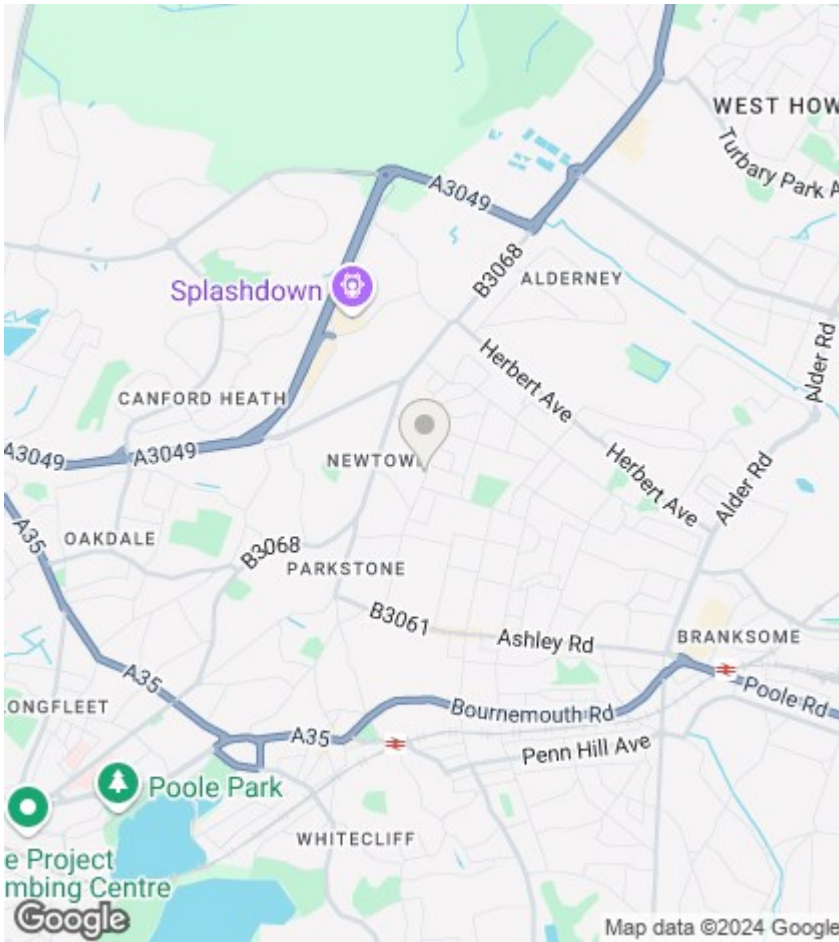 WEST HOW
Turbary Park A
A3049
B3068
ALDERNEY
Splashdown
Herbert Ave
Alder Rd
CANFORD HEATH
A3049
A3049
NEWTOWN
Herbert Ave
Alder Rd
A35
OAKDALE
B3068
PARKSTONE
B3061
Ashley Rd
BRANKSOME
A35
LONGFLEET
A35
Bournemouth Rd
Poole Rd
Penn Hill Ave
Poole Park
WHITECLIFF
e Project
mbing Centre
Google
Map data ©2024 Google